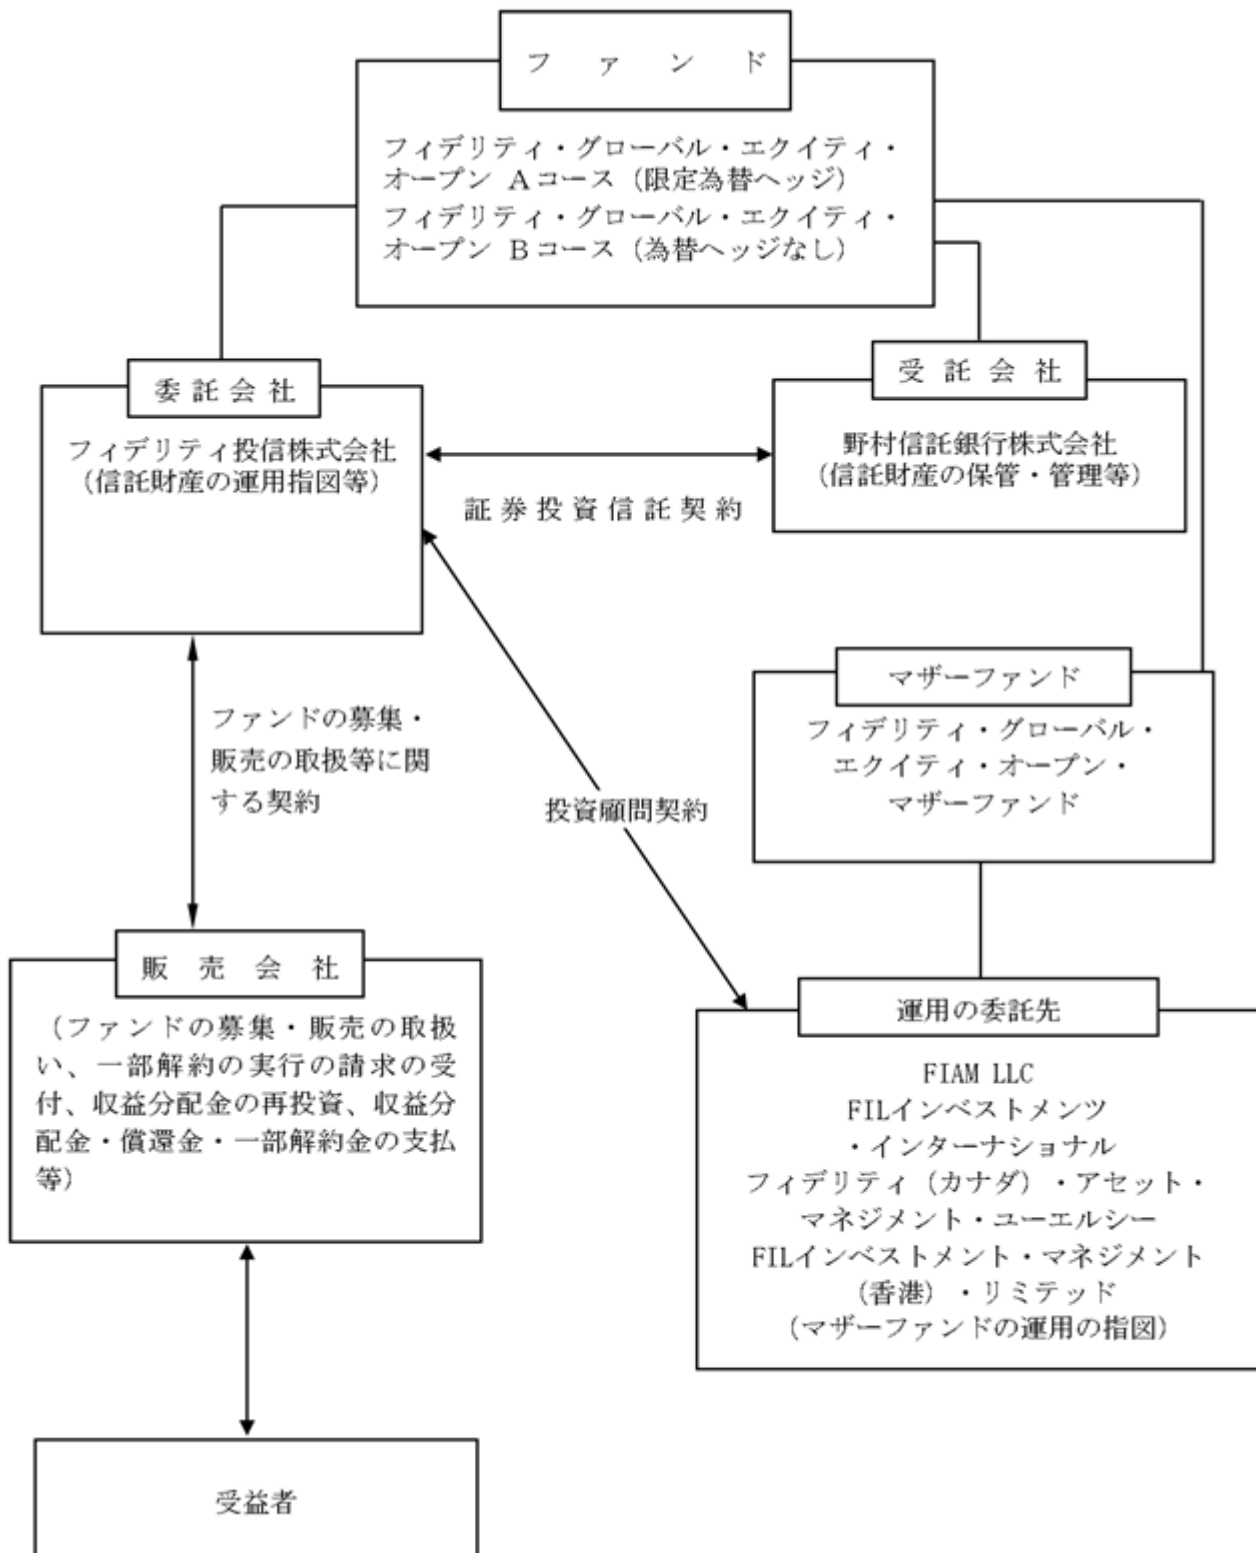 ファンド
フィデリティ・グローバル・エクイティ・
オープン Aコース(限定為替ヘッジ)
フィデリティ・グローバル・エクイティ・
オープン Bコース(為替ヘッジなし)
委託会社
フィデリティ投信株式会社
(信託財産の運用指図等)
証券投資信託契約
受託会社
野村信託銀行株式会社
(信託財産の保管・管理等)
ファンドの募集・
販売の取扱等に関
する契約
投資顧問契約
マザーファンド
フィデリティ・グローバル・
エクイティ・オープン・
マザーファンド
販売会社
(ファンドの募集・販売の取扱
い、一部解約の実行の請求の受
付、収益分配金の再投資、収益分
配金・償還金・一部解約金の支払
等)
運用の委託先
FIAM LLC
FILインベストメンツ
・インターナショナル
フィデリティ(カナダ)・アセット・
マネジメント・ユーエルシー
FILインベストメント・マネジメント
(香港)・リミテッド
(マザーファンドの運用の指図)
受益者